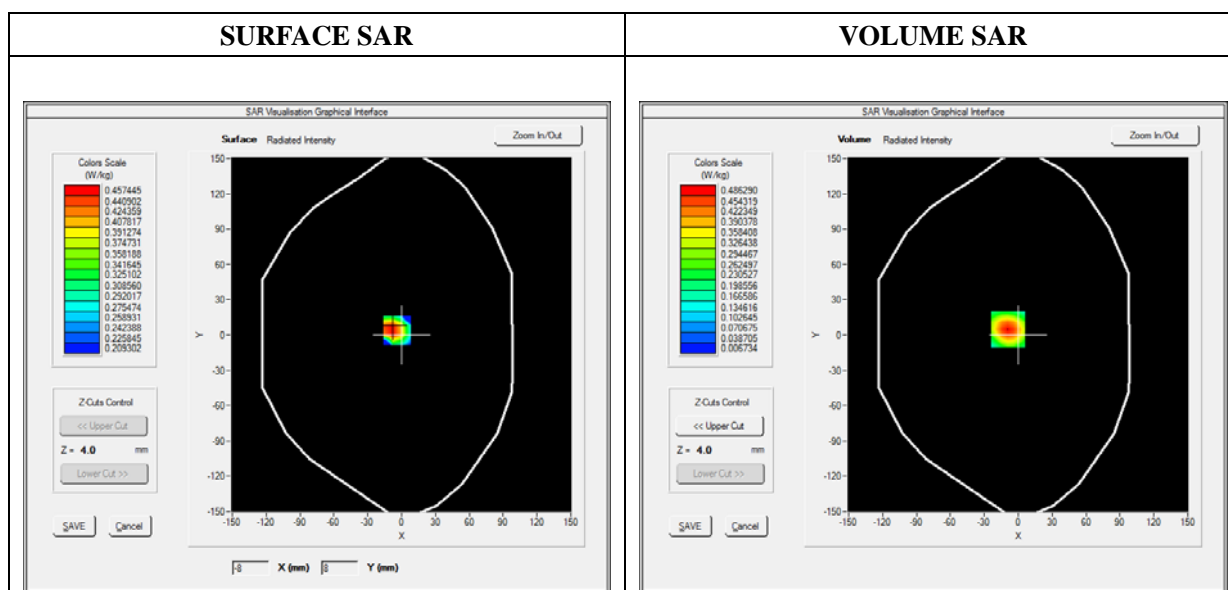 SURFACE SAR
VOLUME SAR
SAR Visualisation Graphical Interface
Surface Radiated Intensity
Zoom In/Out
Colors Scale
(W/kg)
0.457445
0.440902
0.424359
0.407817
0.391274
0.374731
0.358188
0.341645
0.325102
0.308560
0.292017
0.275474
0.258931
0.242388
0.225845
0.209302
150
120
90
60
30
0
-30
-60
-90
-120
-150
Y
-150 -120 -90 -60 -30 0 30 60 90 120 150
X
Z-Cuts Control
<< Upper Cut
Z = 4.0 mm
Lower Cut >>
SAVE Cancel
-8 X (mm) 8 Y (mm)
SAR Visualisation Graphical Interface
Volume Radiated Intensity
Zoom In/Out
Colors Scale
(W/kg)
0.486290
0.454319
0.422349
0.390378
0.358408
0.326438
0.294467
0.262497
0.230527
0.198556
0.166586
0.134616
0.102645
0.070675
0.038705
0.006734
150
120
90
60
30
0
-30
-60
-90
-120
-150
Y
-150 -120 -90 -60 -30 0 30 60 90 120 150
X
Z-Cuts Control
<< Upper Cut
Z = 4.0 mm
Lower Cut >>
SAVE Cancel